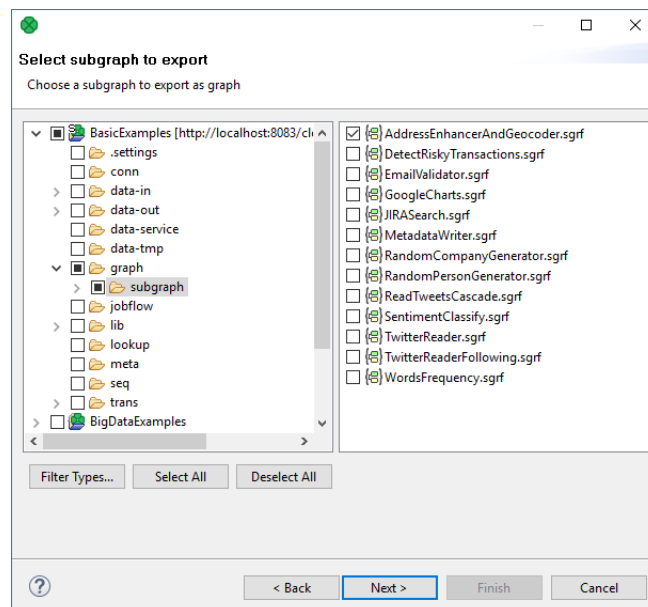 Select subgraph to export
Choose a subgraph to export as graph
BasicExamples [http://localhost:8083/cl
.settings
conn
data-in
data-out
data-service
data-tmp
graph
subgraph
jobflow
lib
lookup
meta
seq
trans
BigDataExamples
AddressEnhancerAndGeocoder.sgrf
DetectRiskyTransactions.sgrf
EmailValidator.sgrf
GoogleCharts.sgrf
JIRASearch.sgrf
MetadataWriter.sgrf
RandomCompanyGenerator.sgrf
RandomPersonGenerator.sgrf
ReadTweetsCascade.sgrf
SentimentClassify.sgrf
TwitterReader.sgrf
TwitterReaderFollowing.sgrf
WordsFrequency.sgrf
Filter Types... Select All Deselect All
? < Back Next > Finish Cancel